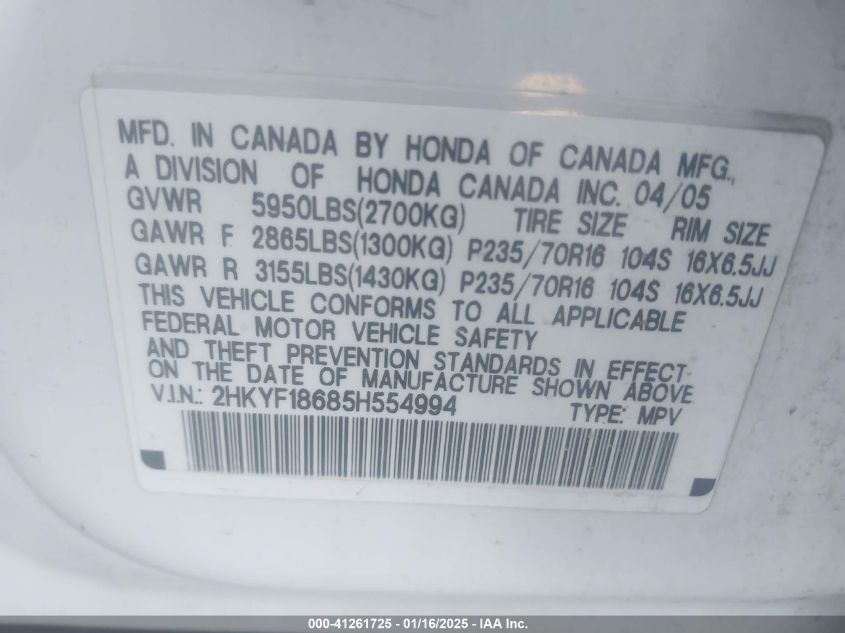 MFD. IN CANADA BY HONDA OF CANADA MFG.,
A DIVISION OF HONDA CANADA INC. 04/05
GVWR 5950LBS(2700KG) TIRE SIZE RIM SIZE
GAWR F 2865LBS(1300KG) P235/70R16 104S 16X6.5JJ
GAWR R 3155LBS(1430KG) P235/70R16 104S 16X6.5JJ
THIS VEHICLE CONFORMS TO ALL APPLICABLE
FEDERAL MOTOR VEHICLE SAFETY
AND THEFT PREVENTION STANDARDS IN EFFECT
ON THE DATE OF MANUFACTURE SHOWN ABOVE
V.I.N.: 2HKYF18685H554994 TYPE: MPV
000-41261725 - 01/16/2025 - IAA Inc.